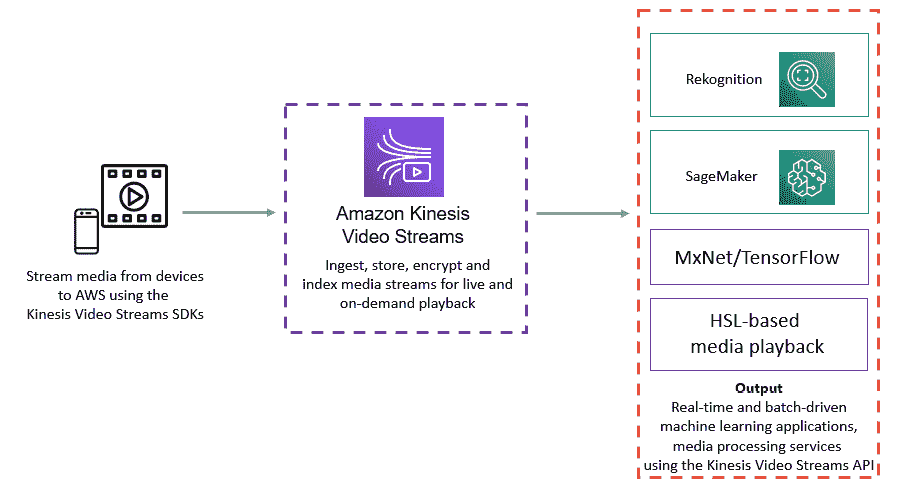 Stream media from devices
to AWS using the
Kinesis Video Streams SDKs
Amazon Kinesis
Video Streams
Ingest, store, encrypt and
index media streams for live and
on-demand playback
Rekognition
SageMaker
MxNet/TensorFlow
HSL-based
media playback
Output
Real-time and batch-driven
machine learning applications,
media processing services
using the Kinesis Video Streams API